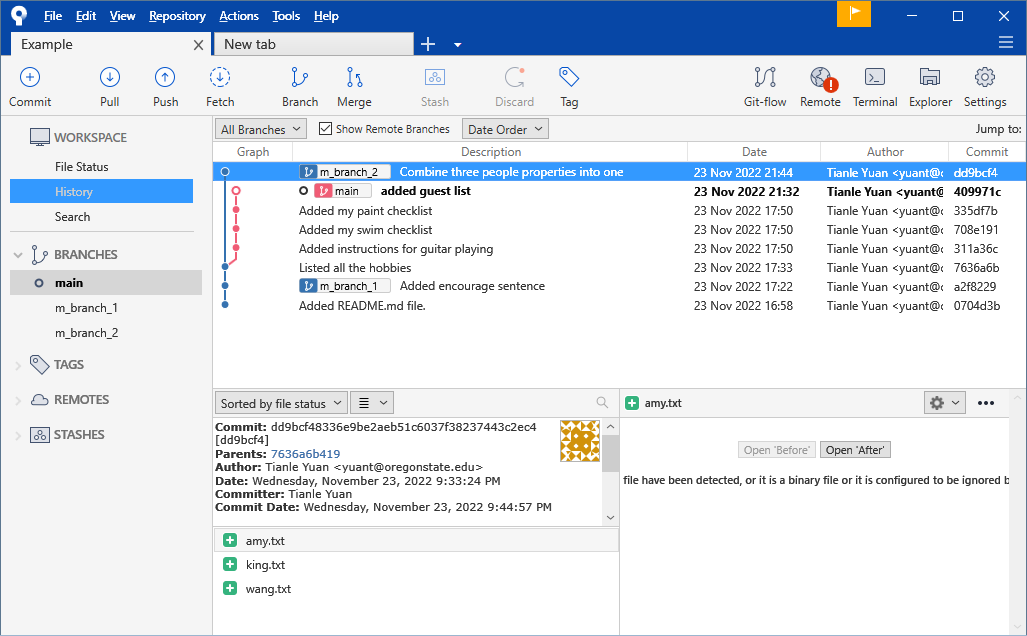 File Edit View Repository Actions Tools Help
Example New tab
Commit Pull Push Fetch Branch Merge Stash Discard Tag Git-flow Remote Terminal Explorer Settings
WORKSPACE
File Status
History
Search
BRANCHES
main
m_branch_1
m_branch_2
TAGS
REMOTES
STASHES
All Branches Show Remote Branches Date Order Jump to:
Graph Description Date Author Commit
m_branch_2 Combine three people properties into one 23 Nov 2022 21:44 Tianle Yuan <yuant@c dd9bcf4
main added guest list 23 Nov 2022 21:32 Tianle Yuan <yuant@ 409971c
Added my paint checklist 23 Nov 2022 17:50 Tianle Yuan <yuant@c 335df7b
Added my swim checklist 23 Nov 2022 17:50 Tianle Yuan <yuant@c 708e191
Added instructions for guitar playing 23 Nov 2022 17:50 Tianle Yuan <yuant@c 311a36c
Listed all the hobbies 23 Nov 2022 17:33 Tianle Yuan <yuant@c 7636a6b
m_branch_1 Added encourage sentence 23 Nov 2022 17:22 Tianle Yuan <yuant@c a2f8229
Added README.md file. 23 Nov 2022 16:58 Tianle Yuan <yuant@c 0704d3b
Sorted by file status
Commit: dd9bcf48336e9be2aeb51c6037f38237443c2ec4
[dd9bcf4]
Parents: 7636a6b419
Author: Tianle Yuan <yuant@oregonstate.edu>
Date: Wednesday, November 23, 2022 9:33:24 PM
Committer: Tianle Yuan
Commit Date: Wednesday, November 23, 2022 9:44:57 PM
amy.txt
king.txt
wang.txt
amy.txt
Open 'Before' Open 'After'
file have been detected, or it is a binary file or it is configured to be ignored b